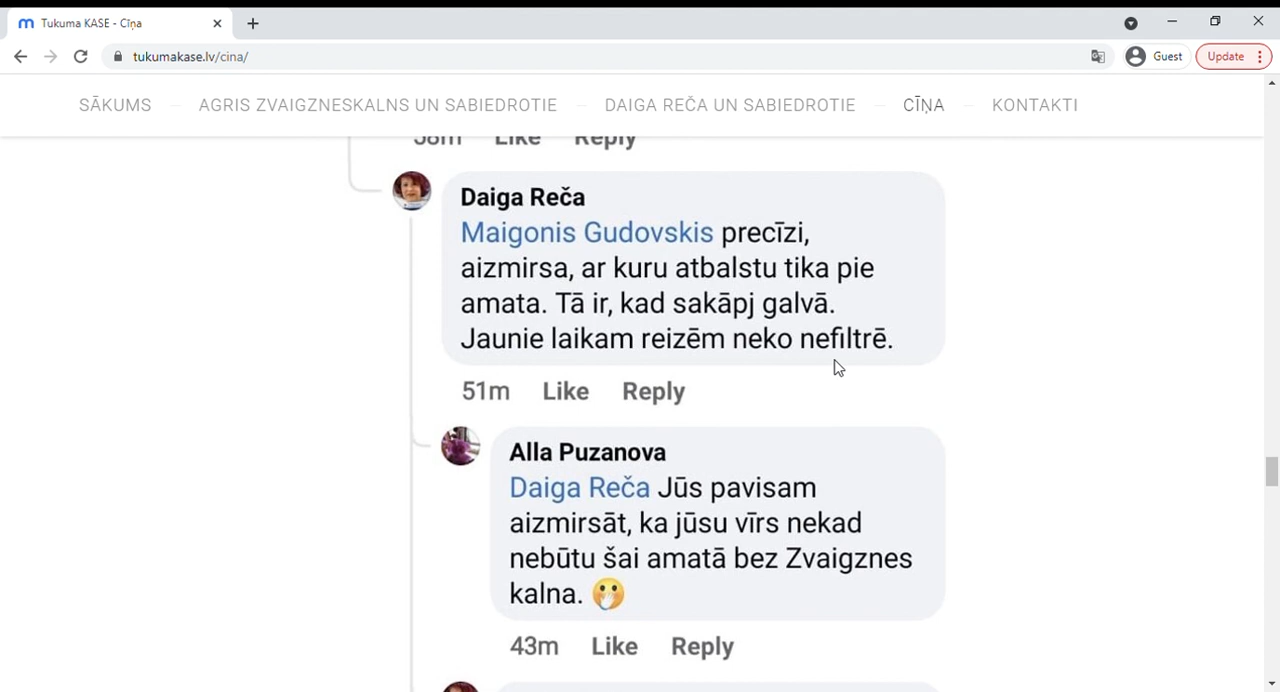 Tukuma KASE - Cīņa
tukumakase.lv/cina/
Guest
Update
SĀKUMS
AGRIS ZVAIGZNESKALNS UN SABIEDROTIE
DAIGA REČA UN SABIEDROTIE
CĪŅA
KONTAKTI
58m Like Reply
Daiga Reča
Maigonis Gudovskis precīzi,
aizmirsa, ar kuru atbalstu tika pie
amata. Tā ir, kad sakāpj galvā.
Jaunie laikam reizēm neko nefiltrē.
51m Like Reply
Alla Puzanova
Daiga Reča Jūs pavisam
aizmirsāt, ka jūsu vīrs nekad
nebūtu šai amatā bez Zvaigznes
kalna. 🫢
43m Like Reply